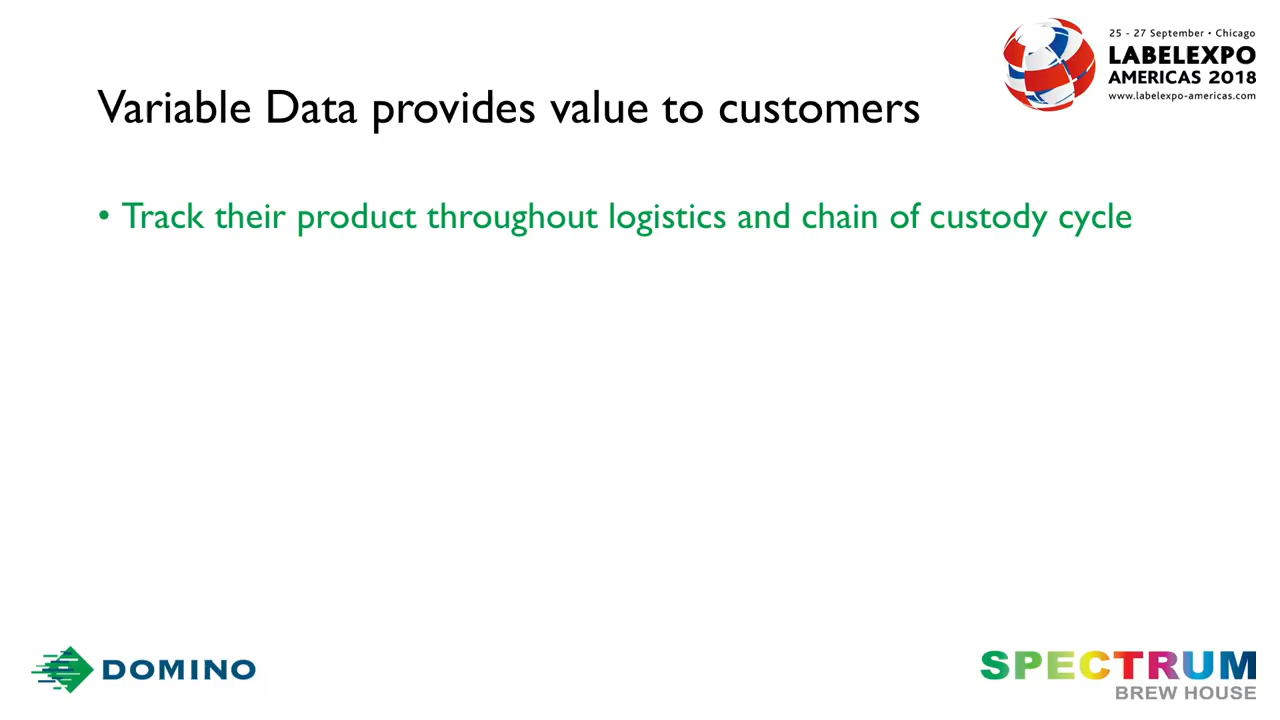 25 - 27 September • Chicago
LABELEXPO
AMERICAS 2018
www.labelexpo-americas.com
Variable Data provides value to customers
• Track their product throughout logistics and chain of custody cycle
DOMINO
SPECTRUM
BREW HOUSE